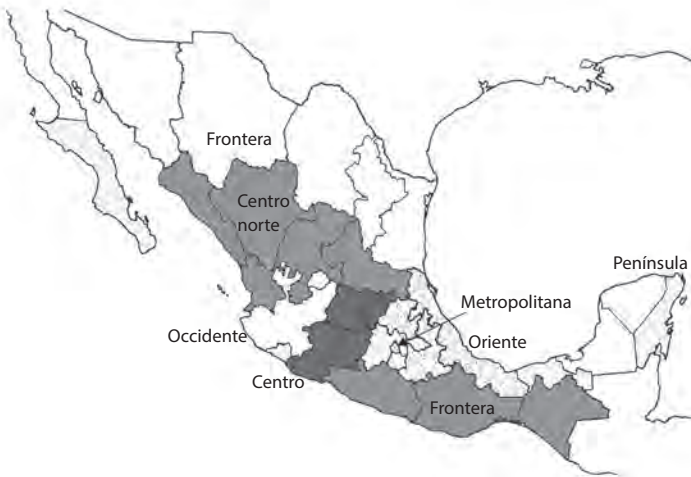 Frontera
Centro
norte
Península
Metropolitana
Occidente
Oriente
Centro
Frontera